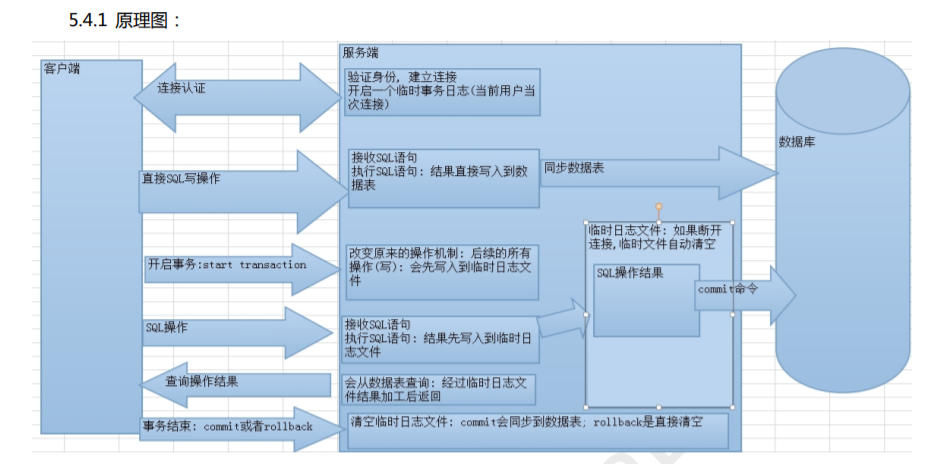 5.4.1 原理图：
客户端
服务端
验证身份, 建立连接
开启一个临时事务日志(当前用户当
次连接)
连接认证
数据库
接收SQL语句
执行SQL语句: 结果直接写入到数
据表
同步数据表
直接SQL写操作
临时日志文件: 如果断开
连接,临时文件自动清空
改变原来的操作机制: 后续的所有
操作(写): 会先写入到临时日志文
件
开启事务:start transaction
SQL操作结果
commit命令
SQL操作
接收SQL语句
执行SQL语句: 结果先写入到临时日
志文件
查询操作结果
会从数据表查询: 经过临时日志文
件结果加工后返回
事务结束: commit或者rollback
清空临时日志文件: commit会同步到数据表; rollback是直接清空